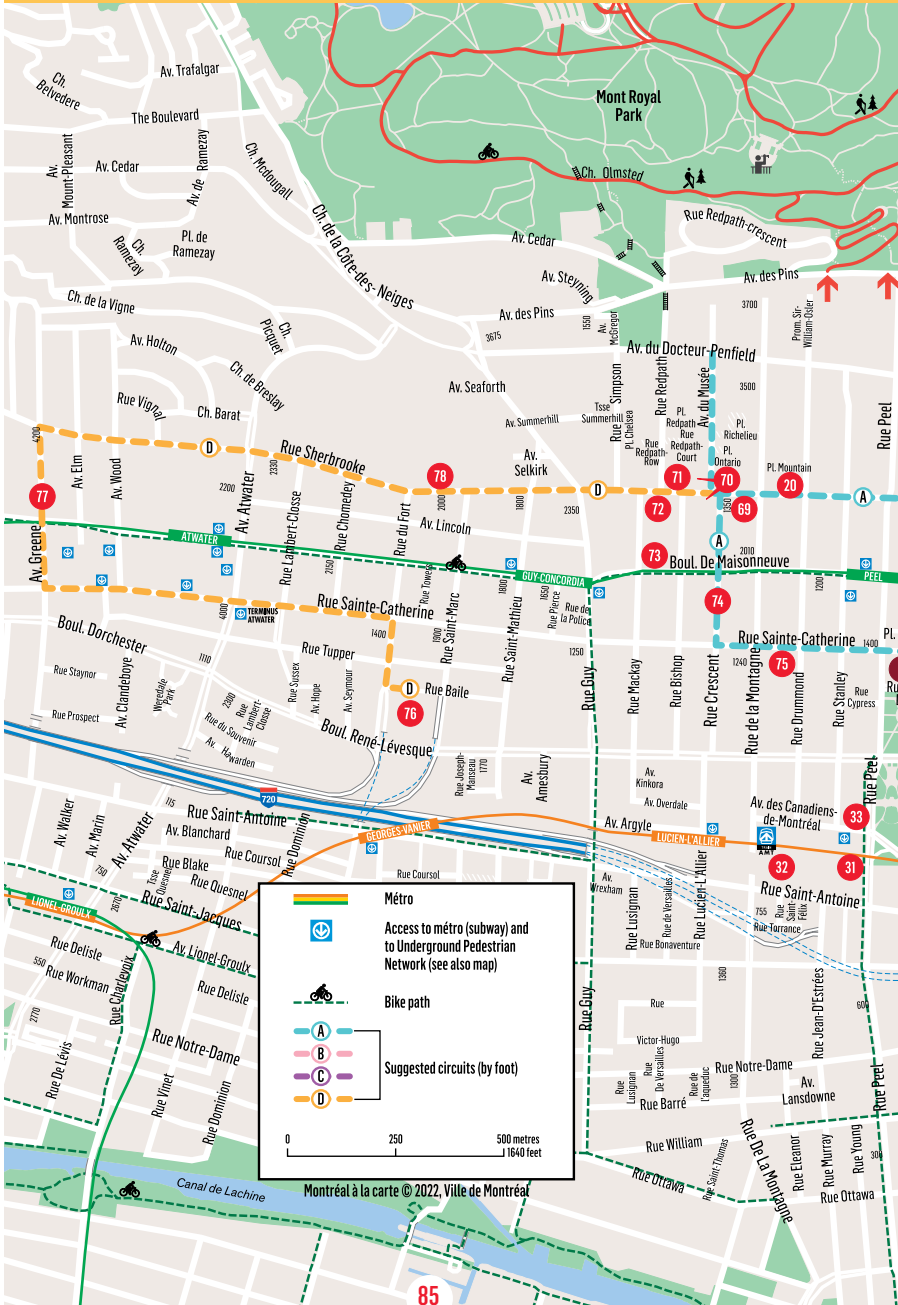 Ch.
Belvedere
Av. Trafalgar
The Boulevard
Av.
Mount-Pleasant
Av. Cedar
Av. de
Ramezay
Ch. Mcdougall
Av. Montrose
Ch.
Ramezay
Pl. de
Ramezay
Ch. de la Côte-des- Neiges
Mont Royal
Park
Ch. Olmsted
Rue Redpath-crescent
Av. Cedar
Av. Steyning
Av. des Pins
3700
Prom. Sir-
William-Osler
Ch. de la Vigne
Ch.
Picquet
Av. des Pins
3675
1550
Av.
McGregor
Av. Holton
Ch. de Breslay
Av. du Docteur-Penfield
Rue Vignal
Ch. Barat
Av. Seaforth
Rue Simpson
Rue Redpath
Av. du Musée
3500
Rue Peel
Av. Summerhill
Tsse
Summerhill
Pl. Chelsea
Pl.
Redpath
Rue
Redpath-
Court
Rue
Redpath-
Row
Pl.
Richelieu
Pl.
Ontario
Pl. Mountain
4200
D
Rue Sherbrooke
Av. Elm
Av. Wood
2330
2200
Av. Atwater
Av.
Selkirk
77
78
71
70
20
2000
1800
2350
D
72
1350
69
A
Rue Lambert-Closse
Rue Chomedey
Rue du Fort
Av. Lincoln
Av. Greene
ATWATER
2150
A
73
2010
Boul. De Maisonneuve
GUY-CONCORDIA
1200
PEEL
Rue Towers
1800
1650
Rue Pierce
Rue de
la Police
74
4000
TERMINUS
ATWATER
Rue Sainte-Catherine
1400
Rue Saint-Marc
1900
Rue Saint-Mathieu
Rue Sainte-Catherine
1400
Pl.
Boul. Dorchester
1110
Rue Tupper
1250
1240
75
Rue Staynor
Av. Clandeboye
Weredale
Park
2300
Rue
Lambert-
Closse
Rue Sussex
Av. Hope
Av. Seymour
D
Rue Baile
76
Rue Guy
Rue Mackay
Rue Bishop
Rue Crescent
Rue de la Montagne
Rue Drummond
Rue Stanley
Rue
Cypress
Rue Prospect
Rue du Souvenir
Av. Hawarden
Boul. René-Lévesque
Rue Joseph-
Manseau
1770
Av.
Amesbury
Av.
Kinkora
Av. Overdale
Rue Peel
720
Av. des Canadiens-
de-Montréal
33
115
Rue Saint-Antoine
Av. Walker
Av. Marin
Av. Atwater
Av. Blanchard
Rue Dominion
GEORGES-VANIER
Av. Argyle
LUCIEN-L'ALLIER
AMT
32
31
Rue Blake
Rue Coursol
Tsse
Quesnel
Rue Quesnel
Rue Coursol
750
2670
LIONEL-GROULX
Rue Saint-Jacques
Av.
Wrexham
Rue Lusignan
Rue de Versailles
Rue Lucien-L'Allier
755
Rue Saint-Antoine
Rue
Saint-
Félix
Rue Torrance
Rue Bonaventure
Rue Delisle
550
Rue Workman
Rue Charlevoix
Av. Lionel-Groulx
Rue Delisle
2770
Rue De Lévis
Rue Notre-Dame
Rue Vinet
Rue Dominion
1360
Rue Guy
Rue
Victor-Hugo
Rue Jean-D'Estrées
600
Rue
Lusignan
Rue
De Versailles
Rue de
l'aqueduc
1300
Rue Notre-Dame
Rue Barré
Av.
Lansdowne
Rue Peel
Rue William
Rue Saint-Thomas
Rue De La Montagne
Rue Eleanor
Rue Murray
Rue Young
300
Rue Ottawa
Rue Ottawa
Métro
Access to métro (subway) and
to Underground Pedestrian
Network (see also map)
Bike path
A
B
C
D
Suggested circuits (by foot)
0 250 500 metres
1640 feet
Canal de Lachine
Montréal à la carte © 2022, Ville de Montréal
85